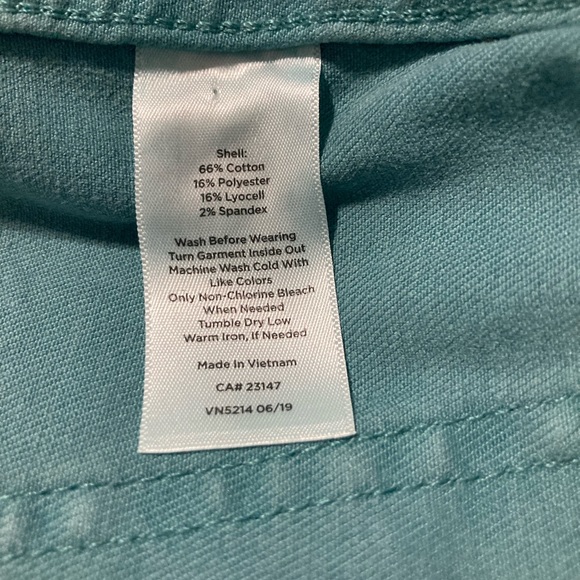 Shell:
66% Cotton
16% Polyester
16% Lyocell
2% Spandex
Wash Before Wearing
Turn Garment Inside Out
Machine Wash Cold With
Like Colors
Only Non-Chlorine Bleach
When Needed
Tumble Dry Low
Warm Iron, If Needed
Made In Vietnam
CA# 23147
VN5214 06/19